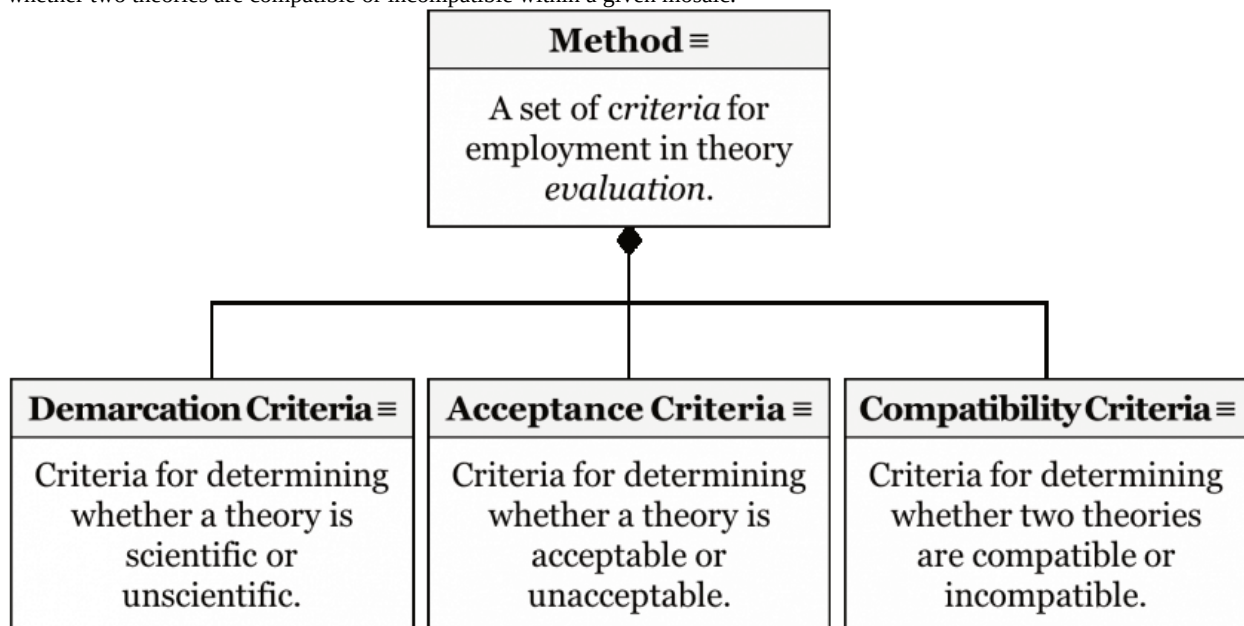 whether two theories are compatible or incompatible within a given mosaic.
Method ≡
A set of criteria for
employment in theory
evaluation.
Demarcation Criteria ≡
Criteria for determining
whether a theory is
scientific or
unscientific.
Acceptance Criteria ≡
Criteria for determining
whether a theory is
acceptable or
unacceptable.
Compatibility Criteria ≡
Criteria for determining
whether two theories
are compatible or
incompatible.